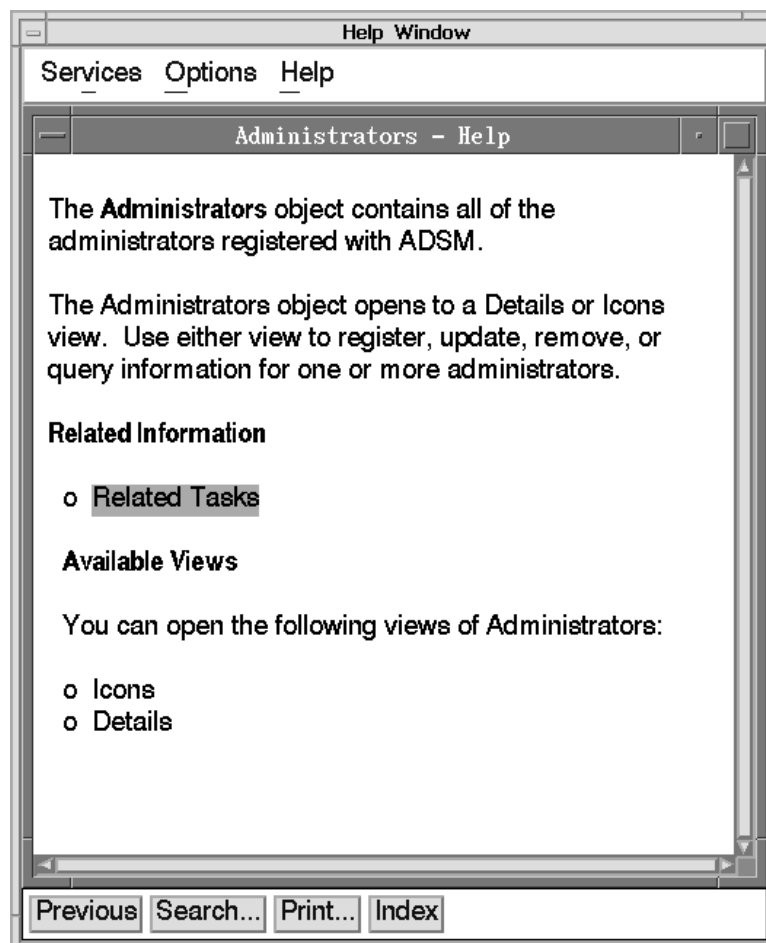 Help Window
Services Options Help
Administrators - Help
The Administrators object contains all of the
administrators registered with ADSM.
The Administrators object opens to a Details or Icons
view. Use either view to register, update, remove, or
query information for one or more administrators.
Related Information
o Related Tasks
Available Views
You can open the following views of Administrators:
o Icons
o Details
Previous Search... Print... Index